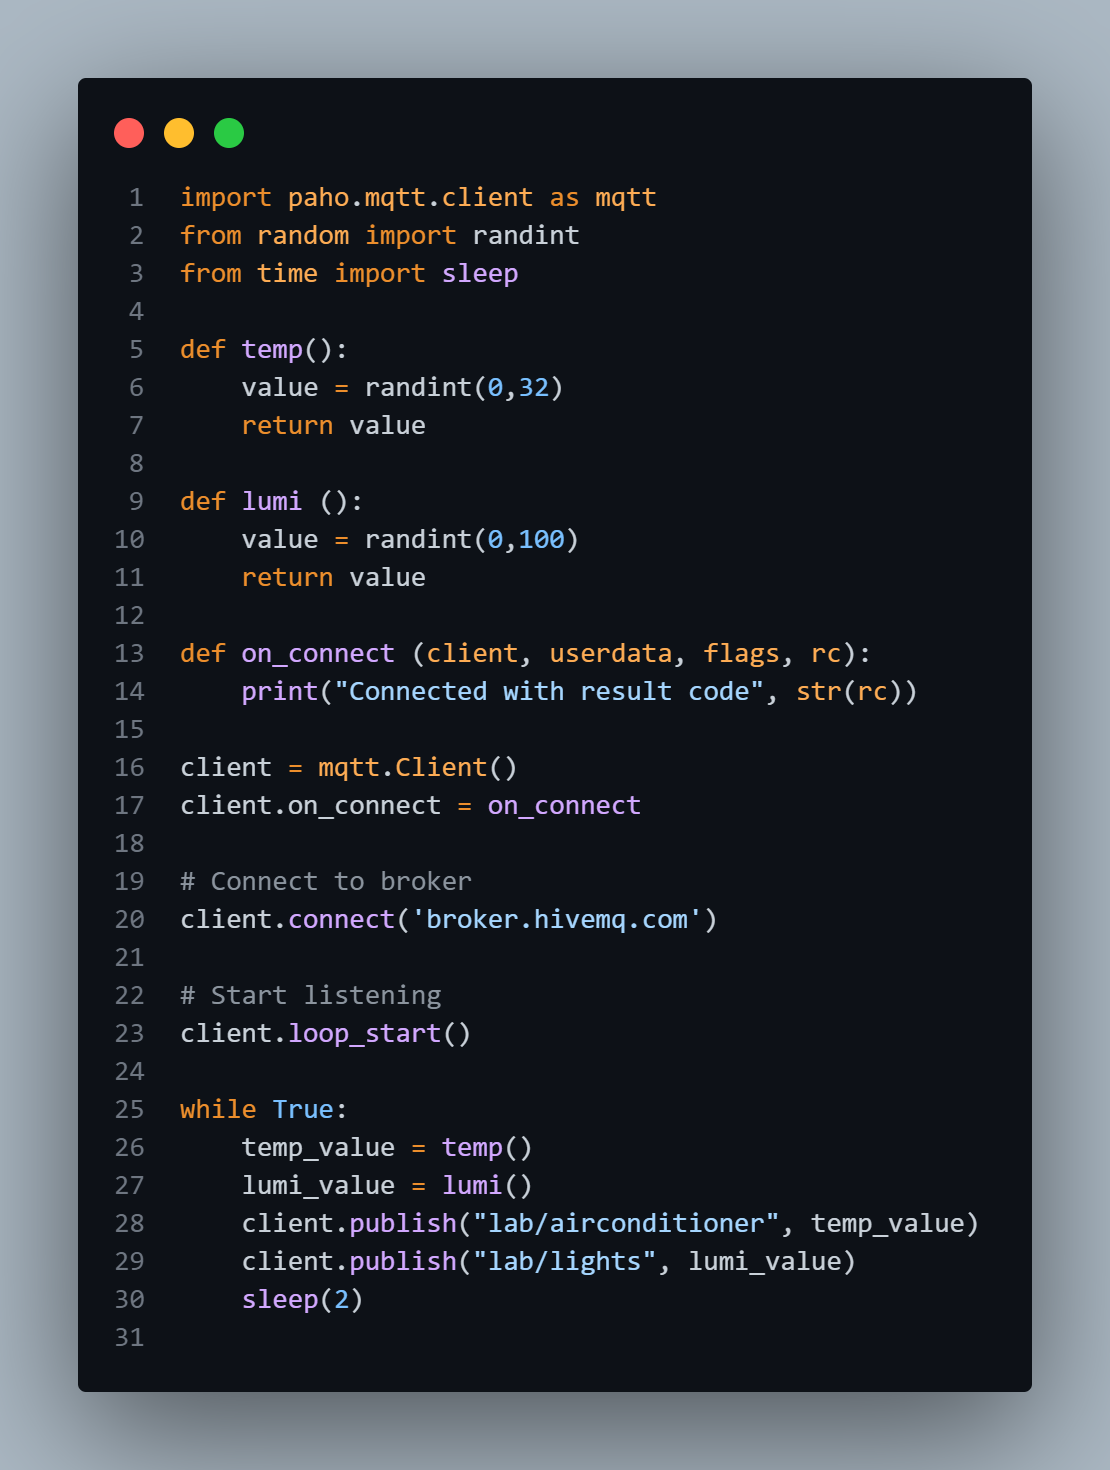 1 import paho.mqtt.client as mqtt
2 from random import randint
3 from time import sleep
4
5 def temp():
6     value = randint(0,32)
7     return value
8
9 def lumi ():
10     value = randint(0,100)
11     return value
12
13 def on_connect (client, userdata, flags, rc):
14     print("Connected with result code", str(rc))
15
16 client = mqtt.Client()
17 client.on_connect = on_connect
18
19 # Connect to broker
20 client.connect('broker.hivemq.com')
21
22 # Start listening
23 client.loop_start()
24
25 while True:
26     temp_value = temp()
27     lumi_value = lumi()
28     client.publish("lab/airconditioner", temp_value)
29     client.publish("lab/lights", lumi_value)
30     sleep(2)
31